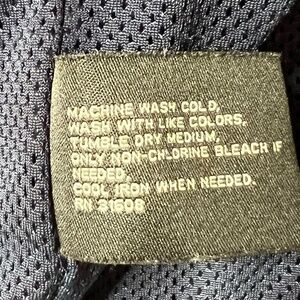 MACHINE WASH COLD,
WASH WITH LIKE COLORS,
TUMBLE DRY MEDIUM,
ONLY NON-CHLORINE BLEACH IF
NEEDED,
COOL IRON WHEN NEEDED.
RN